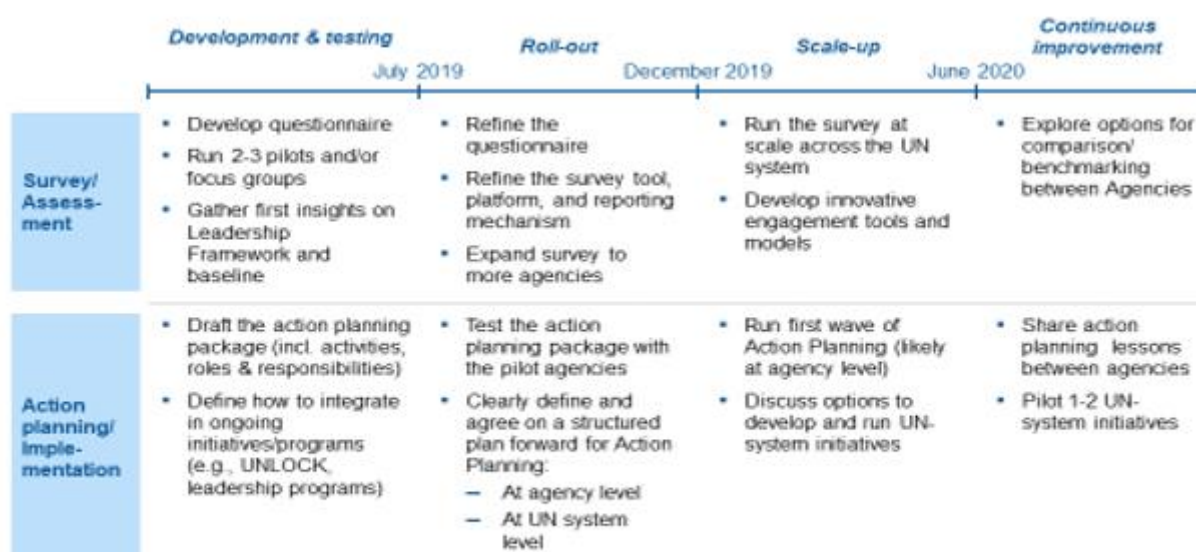 Development & testing
Roll-out
Scale-up
Continuous
improvement
July 2019
December 2019
June 2020
Survey/
Assess-
ment
• Develop questionnaire
• Run 2-3 pilots and/or
focus groups
• Gather first insights on
Leadership
Framework and
baseline
• Refine the
questionnaire
• Refine the survey tool,
platform, and reporting
mechanism
• Expand survey to
more agencies
• Run the survey at
scale across the UN
system
• Develop innovative
engagement tools and
models
• Explore options for
comparison/
benchmarking
between Agencies
Action
planning/
Imple-
mentation
• Draft the action planning
package (incl. activities,
roles & responsibilities)
• Define how to integrate
in ongoing
initiatives/programs
(e.g., UNLOCK,
leadership programs)
• Test the action
planning package with
the pilot agencies
• Clearly define and
agree on a structured
plan forward for Action
Planning:
– At agency level
– At UN system
level
• Run first wave of
Action Planning (likely
at agency level)
• Discuss options to
develop and run UN-
system initiatives
• Share action
planning lessons
between agencies
• Pilot 1-2 UN-
system initiatives